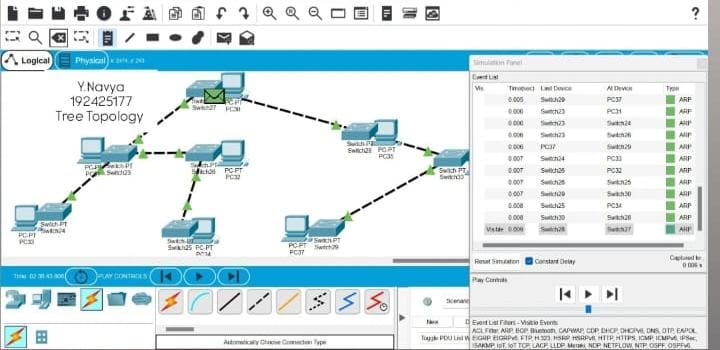 Logical
Physical
x: 2474, y: 293
Y.Navya
192425177
Tree Topology
Switch27
PC-PT
PC38
Switch-PT
Switch23
Switch-PT
Switch26
PC-PT
PC32
Switch28
PC-PT
PC35
Switch-PT
Switch30
PC-PT
PC33
Switch-PT
Switch24
Switch-PT
Switch25
PC-PT
PC34
PC-PT
PC37
Switch-PT
Switch29
Simulation Panel
Event List
Vis. Time(sec) Last Device At Device Type
0.005 Switch29 PC37 ARP
0.006 Switch23 PC31 ARP
0.006 Switch23 Switch24 ARP
0.006 Switch23 Switch26 ARP
0.006 PC37 Switch29 ARP
0.007 Switch24 PC33 ARP
0.007 Switch26 PC32 ARP
0.007 Switch26 Switch25 ARP
0.007 Switch29 Switch30 ARP
0.008 Switch25 PC34 ARP
0.008 Switch30 Switch28 ARP
Visible 0.009 Switch28 Switch27 ARP
Reset Simulation Constant Delay
Captured to:
0.009 s
Play Controls
Event List Filters - Visible Events
ACL Filter, ARP, BGP, Bluetooth, CAPWAP, CDP, DHCP, DHCPv6, DNS, DTP, EAPOL,
EIGRP, EIGRPv6, FTP, H.323, HSRP, HSRPv6, HTTP, HTTPS, ICMP, ICMPv6, IPSec,
ISAKMP, IoT, IoT TCP, LACP, LLDP, Meraki, NDP, NETFLOW, NTP, OSPF, OSPFv6,
Time: 02:38:43.806
PLAY CONTROLS
Scenario
New
Toggle PDU List W
Automatically Choose Connection Type